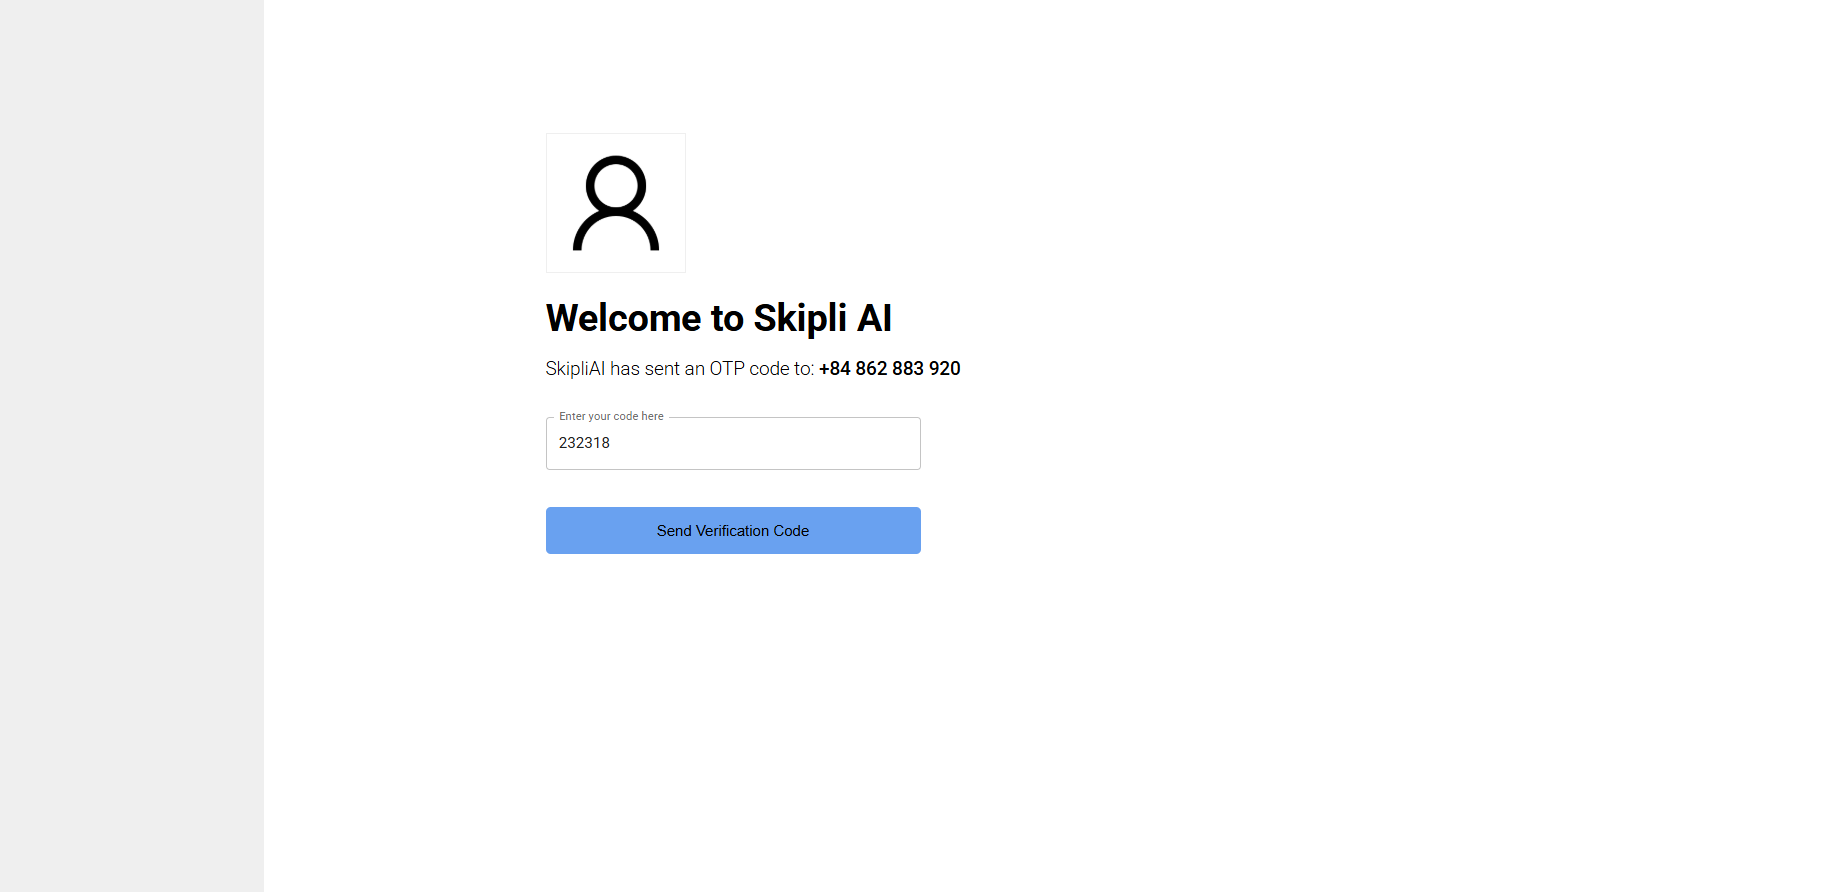 Welcome to Skipli AI
SkipliAI has sent an OTP code to: +84 862 883 920
Enter your code here
232318
Send Verification Code